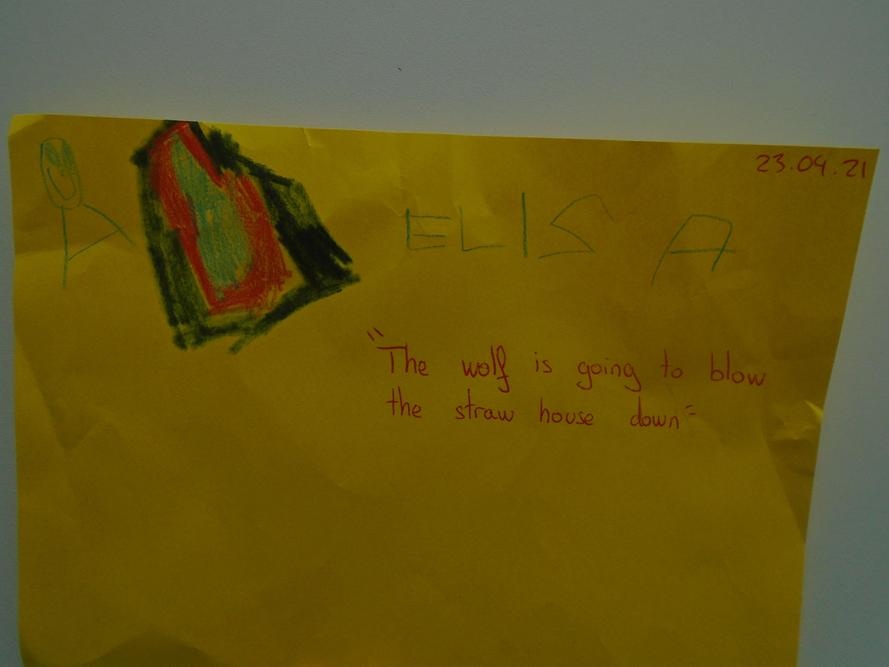 23.04.21
ELISA
"The wolf is going to blow
the straw house down"